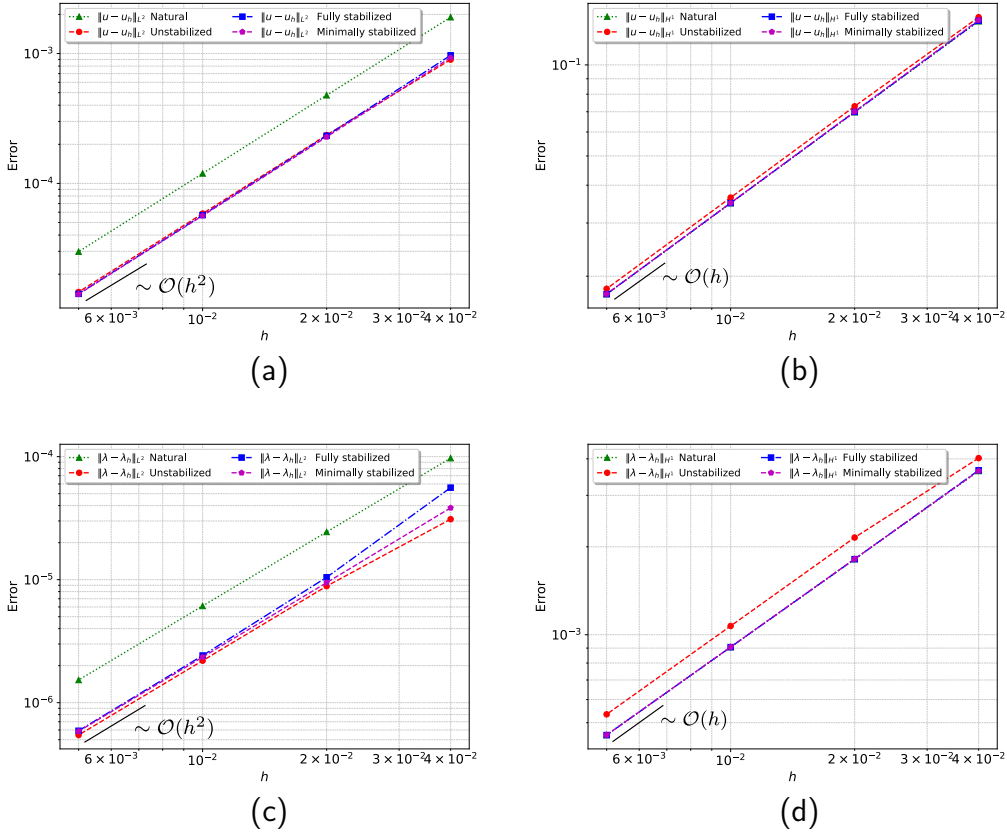 ‖u − u_h‖_{L²} Natural
‖u − u_h‖_{L²} Unstabilized
‖u − u_h‖_{L²} Fully stabilized
‖u − u_h‖_{L²} Minimally stabilized
10⁻³
10⁻⁴
Error
∼ 𝒪(h²)
6 × 10⁻³
10⁻²
2 × 10⁻²
3 × 10⁻²
4 × 10⁻²
h
(a)
‖u − u_h‖_{H¹} Natural
‖u − u_h‖_{H¹} Unstabilized
‖u − u_h‖_{H¹} Fully stabilized
‖u − u_h‖_{H¹} Minimally stabilized
10⁻¹
Error
∼ 𝒪(h)
6 × 10⁻³
10⁻²
2 × 10⁻²
3 × 10⁻²
4 × 10⁻²
h
(b)
‖λ − λ_h‖_{L²} Natural
‖λ − λ_h‖_{L²} Unstabilized
‖λ − λ_h‖_{L²} Fully stabilized
‖λ − λ_h‖_{L²} Minimally stabilized
10⁻⁴
10⁻⁵
10⁻⁶
Error
∼ 𝒪(h²)
6 × 10⁻³
10⁻²
2 × 10⁻²
3 × 10⁻²
4 × 10⁻²
h
(c)
‖λ − λ_h‖_{H¹} Natural
‖λ − λ_h‖_{H¹} Unstabilized
‖λ − λ_h‖_{H¹} Fully stabilized
‖λ − λ_h‖_{H¹} Minimally stabilized
10⁻³
Error
∼ 𝒪(h)
6 × 10⁻³
10⁻²
2 × 10⁻²
3 × 10⁻²
4 × 10⁻²
h
(d)